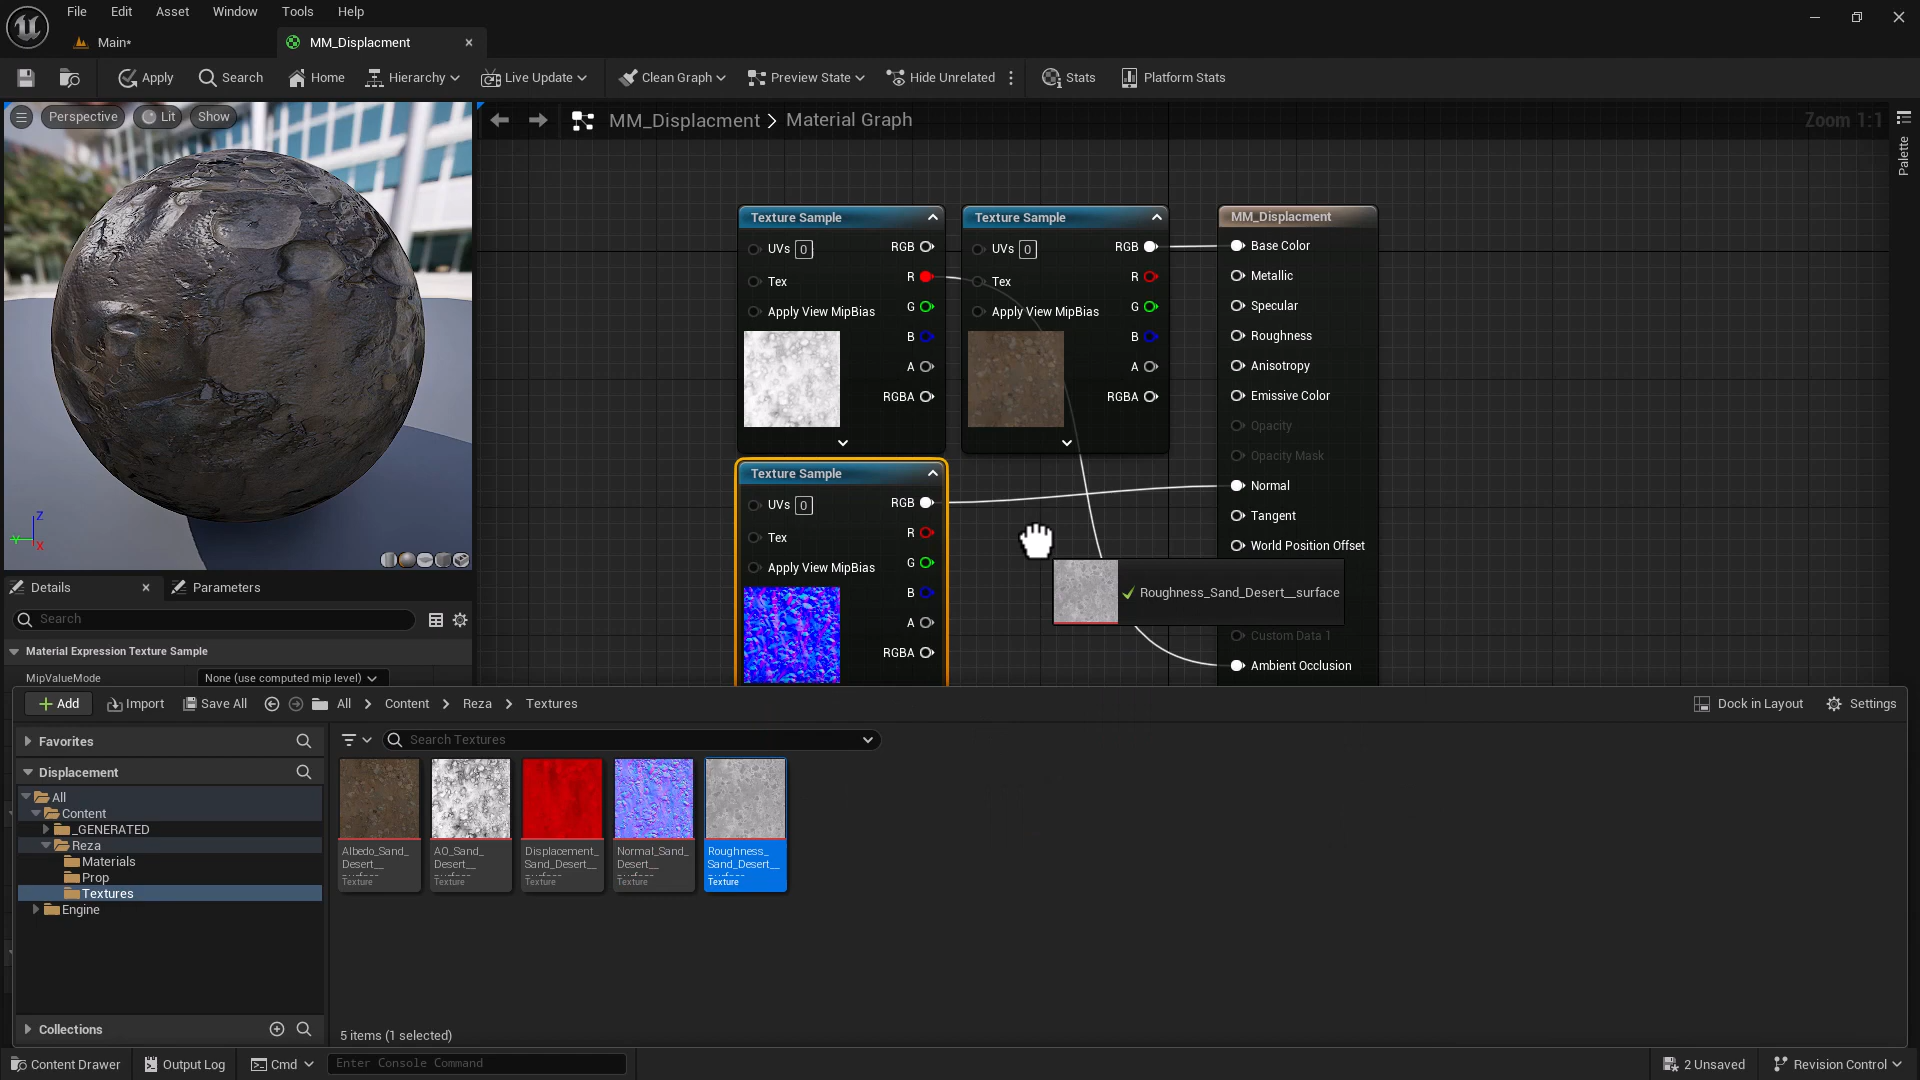 File Edit Asset Window Tools Help
Main* MM_Displacment
Apply Search Home Hierarchy Live Update Clean Graph Preview State Hide Unrelated Stats Platform Stats
Perspective Lit Show
MM_Displacment Material Graph Zoom 1:1
Palette
Texture Sample
UVs 0 RGB
R
Tex
G
Apply View MipBias
B
A
RGBA
Texture Sample
UVs 0 RGB
R
Tex
G
Apply View MipBias
B
A
RGBA
MM_Displacment
Base Color
Metallic
Specular
Roughness
Anisotropy
Emissive Color
Opacity
Opacity Mask
Normal
Tangent
World Position Offset
Custom Data 1
Ambient Occlusion
Texture Sample
UVs 0 RGB
R
Tex
G
Apply View MipBias
B
A
RGBA
Roughness_Sand_Desert__surface
Z
Y
X
Details Parameters
Search
Material Expression Texture Sample
MipValueMode None (use computed mip level)
Add Import Save All All Content Reza Textures Dock in Layout Settings
Favorites
Displacement
All
Content
_GENERATED
Reza
Materials
Prop
Textures
Engine
Collections
Search Textures
Albedo_Sand_
Desert__
Texture
AO_Sand_
Desert__
Texture
Displacement_
Sand_Desert__
Texture
Normal_Sand_
Desert__
Texture
Roughness_
Sand_Desert__
Texture
5 items (1 selected)
Content Drawer Output Log Cmd Enter Console Command 2 Unsaved Revision Control